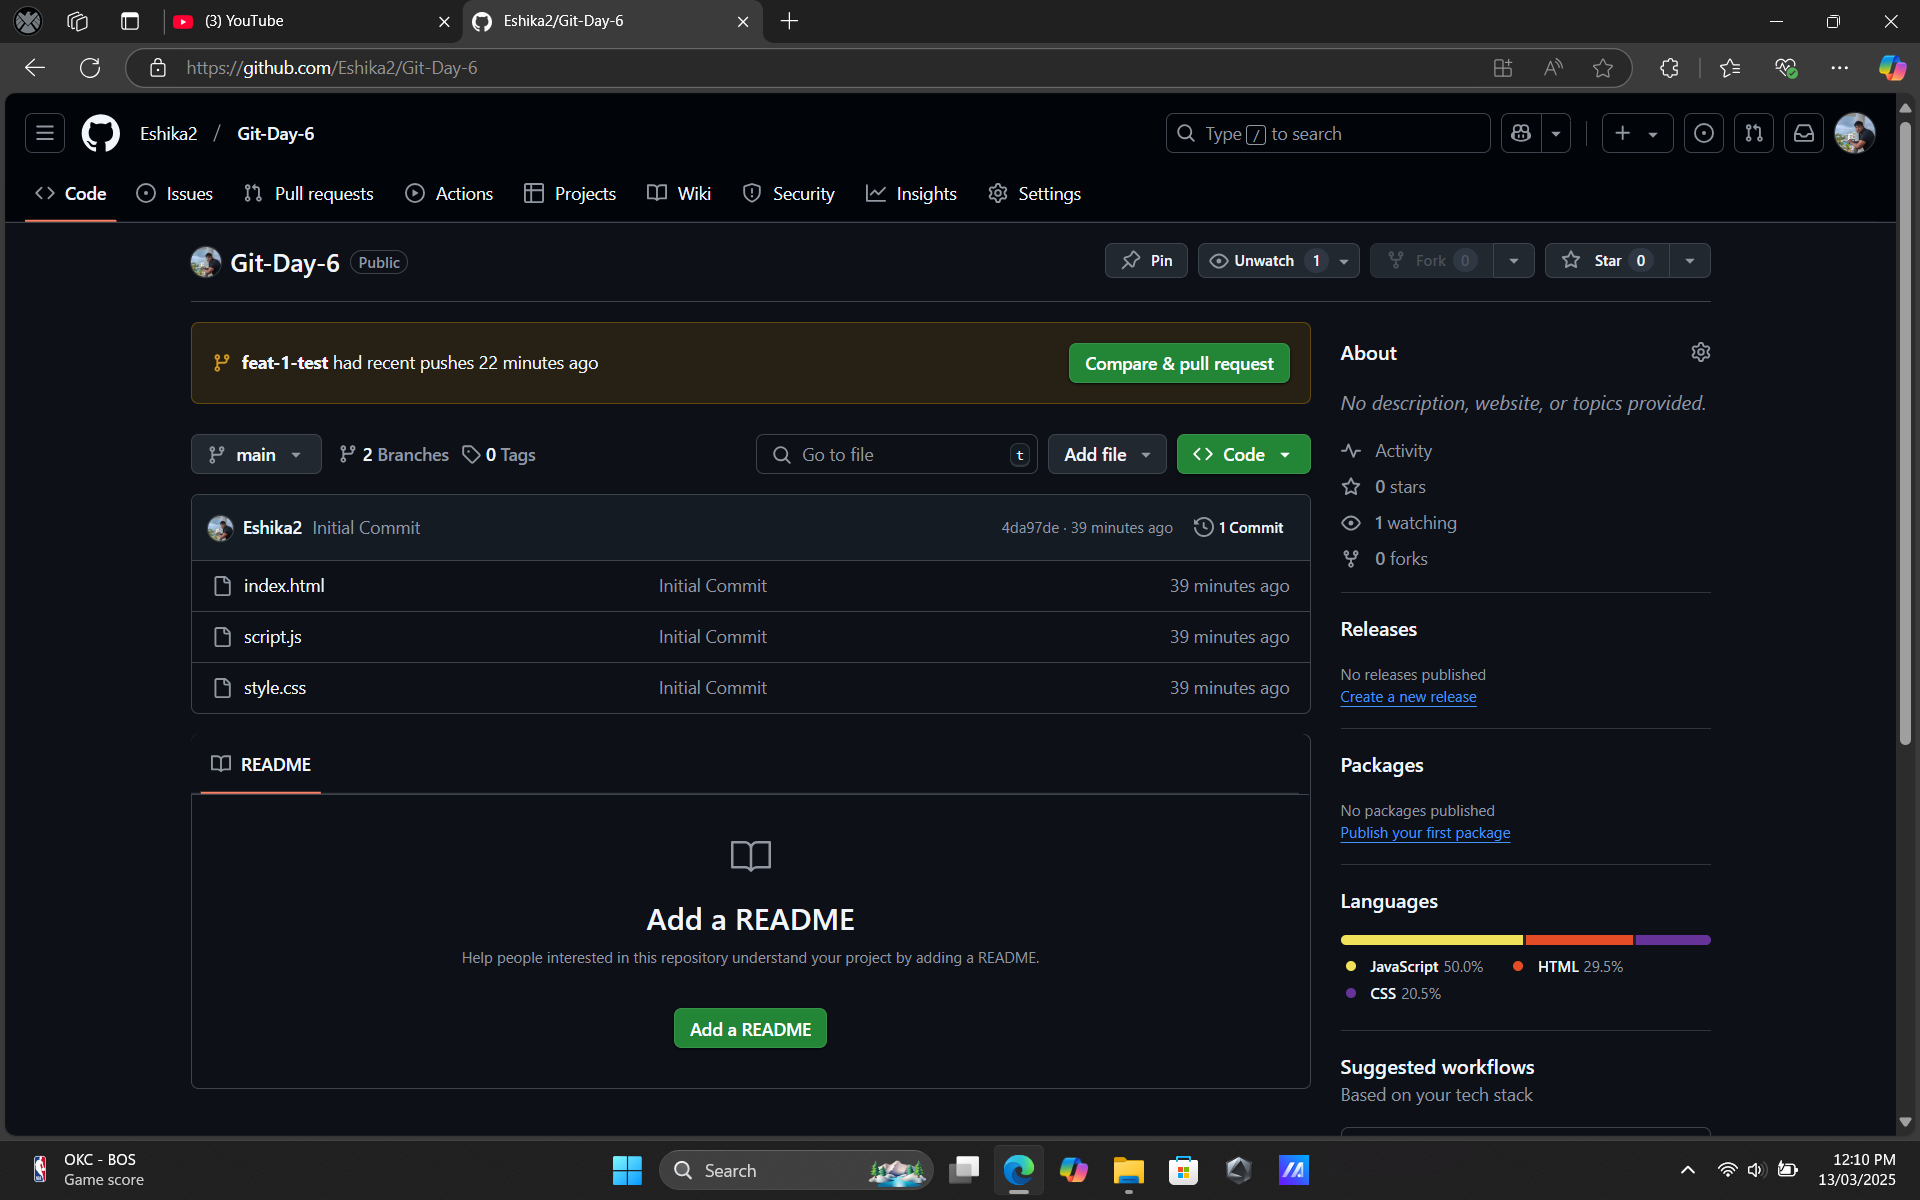 (3) YouTube
Eshika2/Git-Day-6
https://github.com/Eshika2/Git-Day-6
Eshika2 / Git-Day-6
Type / to search
Code
Issues
Pull requests
Actions
Projects
Wiki
Security
Insights
Settings
Git-Day-6 Public
Pin
Unwatch 1
Fork 0
Star 0
feat-1-test had recent pushes 22 minutes ago
Compare & pull request
main
2 Branches
0 Tags
Go to file t
Add file
Code
Eshika2 Initial Commit
4da97de · 39 minutes ago
1 Commit
index.html Initial Commit 39 minutes ago
script.js Initial Commit 39 minutes ago
style.css Initial Commit 39 minutes ago
README
Add a README
Help people interested in this repository understand your project by adding a README.
Add a README
About
No description, website, or topics provided.
Activity
0 stars
1 watching
0 forks
Releases
No releases published
Create a new release
Packages
No packages published
Publish your first package
Languages
JavaScript 50.0% HTML 29.5%
CSS 20.5%
Suggested workflows
Based on your tech stack
OKC - BOS
Game score
Search
12:10 PM
13/03/2025